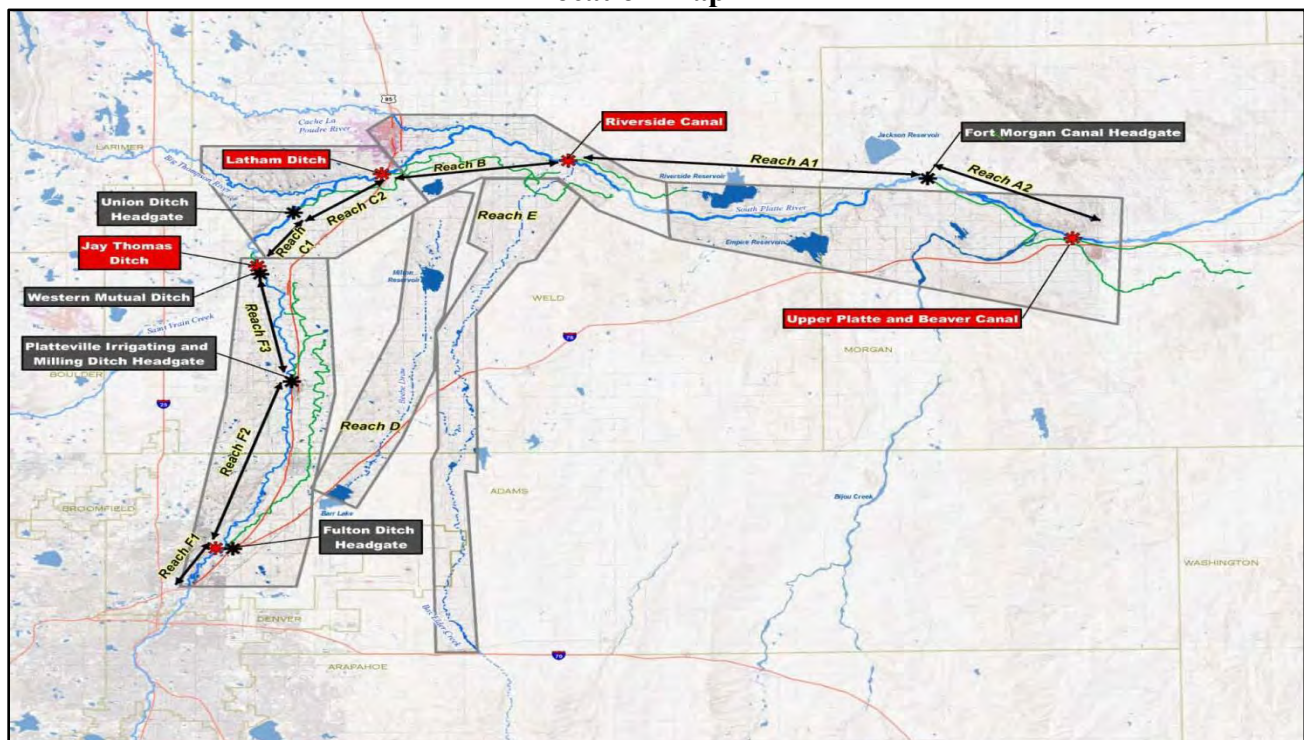 85
Cache La
Poudre River
LARIMER
Riverside Canal
Jackson Reservoir
Fort Morgan Canal Headgate
Latham Ditch
Big Thompson River
Reach B
Reach A1
Reach A2
Riverside Reservoir
Union Ditch
Headgate
Reach C2
Reach E
South Platte River
Reach
C1
Empire Reservoir
Jay Thomas
Ditch
Milton
Reservoir
Western Mutual Ditch
WELD
Upper Platte and Beaver Canal
Saint Vrain Creek
Reach F3
76
Platteville Irrigating and
Milling Ditch Headgate
MORGAN
BOULDER
Beebe Draw
25
Reach F2
Reach D
ADAMS
Barr Lake
Bijou Creek
BROOMFIELD
Fulton Ditch
Headgate
Reach F1
WASHINGTON
Box Elder Creek
DENVER
ARAPAHOE
70